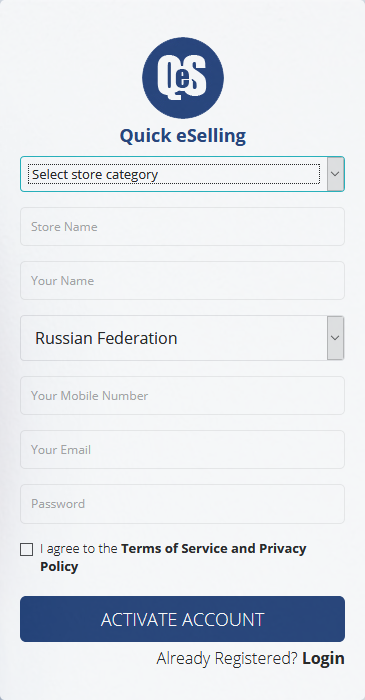 QeS
Quick eSelling
Select store category
Store Name
Your Name
Russian Federation
Your Mobile Number
Your Email
Password
I agree to the Terms of Service and Privacy
Policy
ACTIVATE ACCOUNT
Already Registered? Login